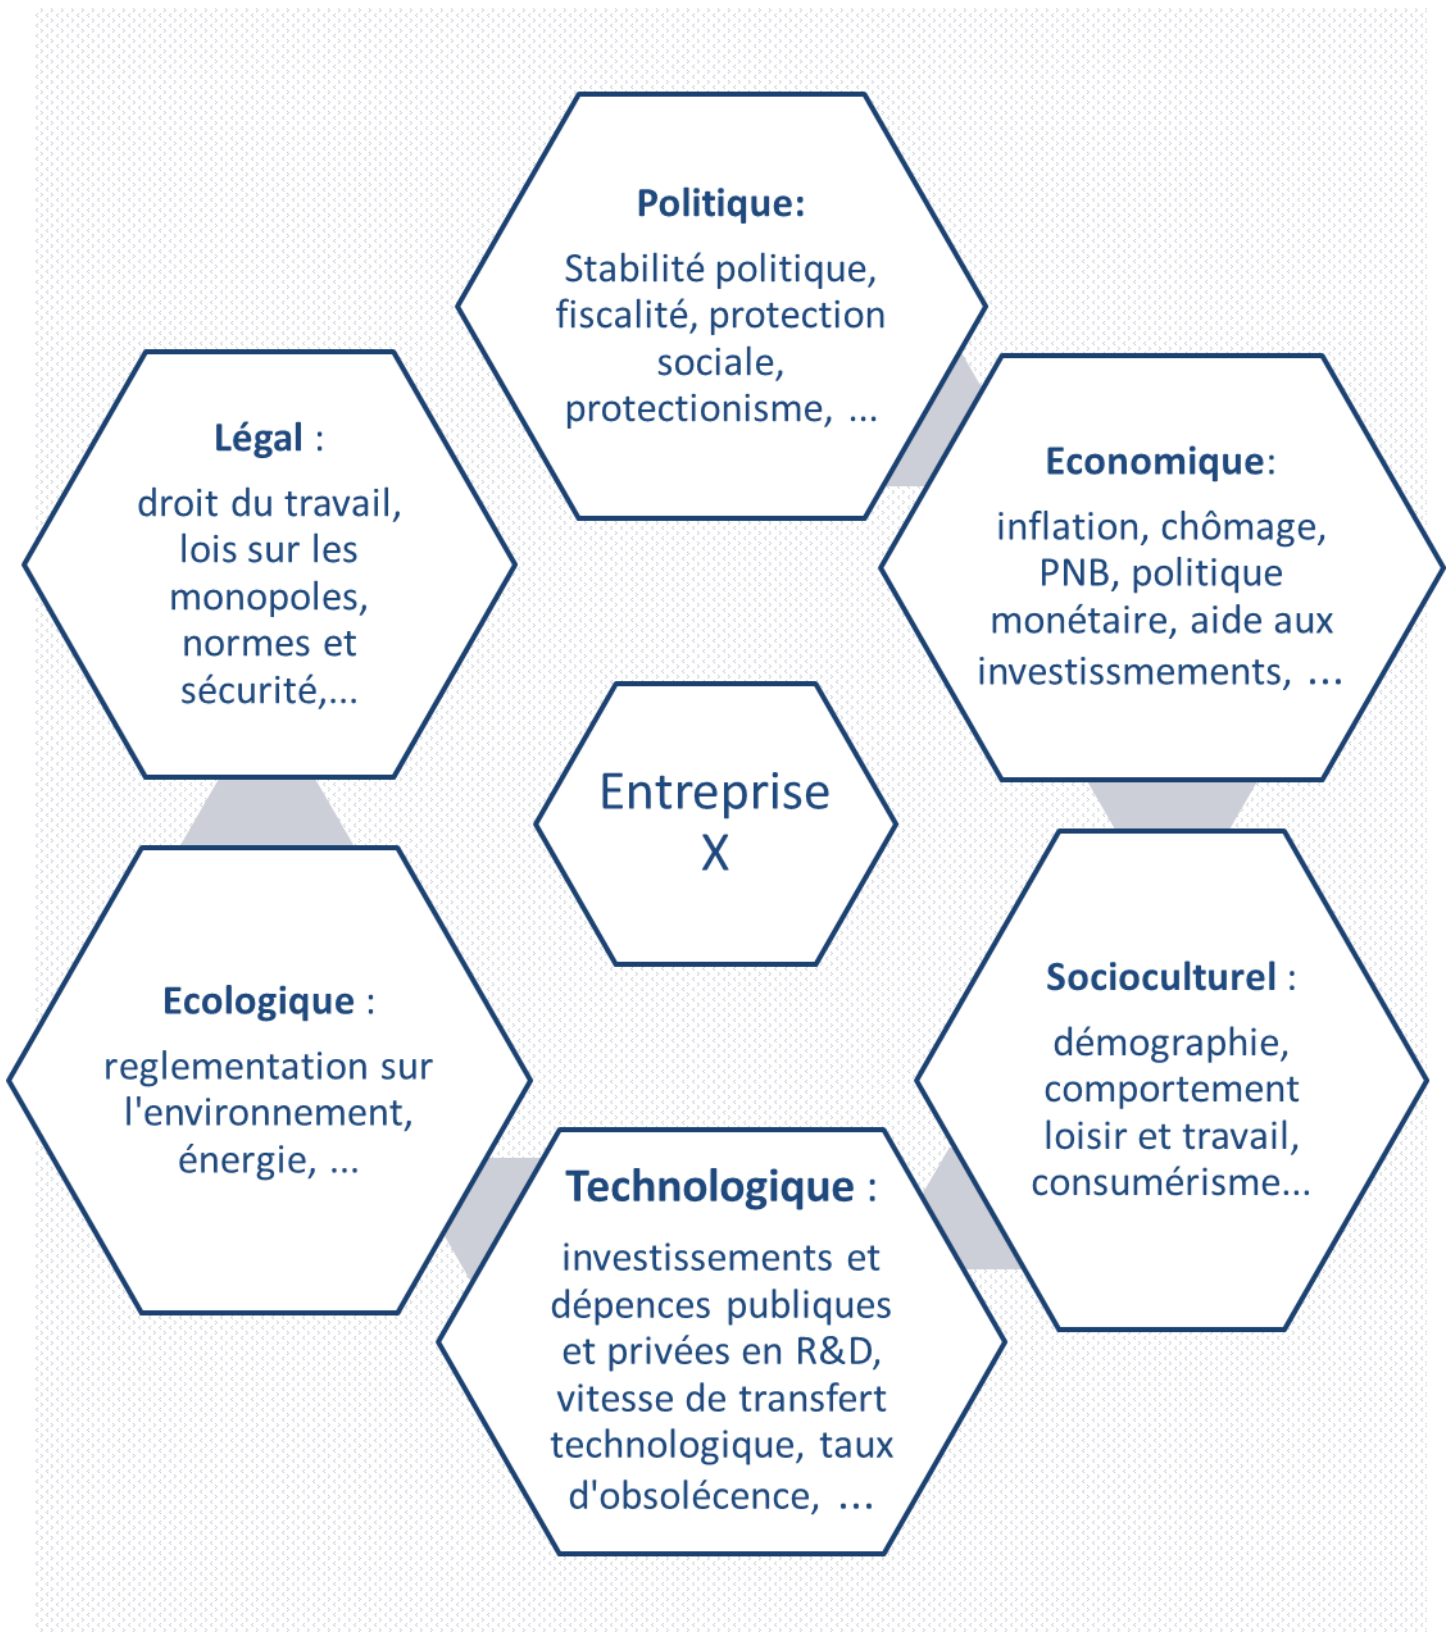 Politique:
Stabilité politique,
fiscalité, protection
sociale,
protectionisme, ...
Economique:
inflation, chômage,
PNB, politique
monétaire, aide aux
investissmements, ...
Socioculturel :
démographie,
comportement
loisir et travail,
consumérisme...
Technologique :
investissements et
dépences publiques
et privées en R&D,
vitesse de transfert
technologique, taux
d'obsolécence, ...
Ecologique :
reglementation sur
l'environnement,
énergie, ...
Légal :
droit du travail,
lois sur les
monopoles,
normes et
sécurité,...
Entreprise
X